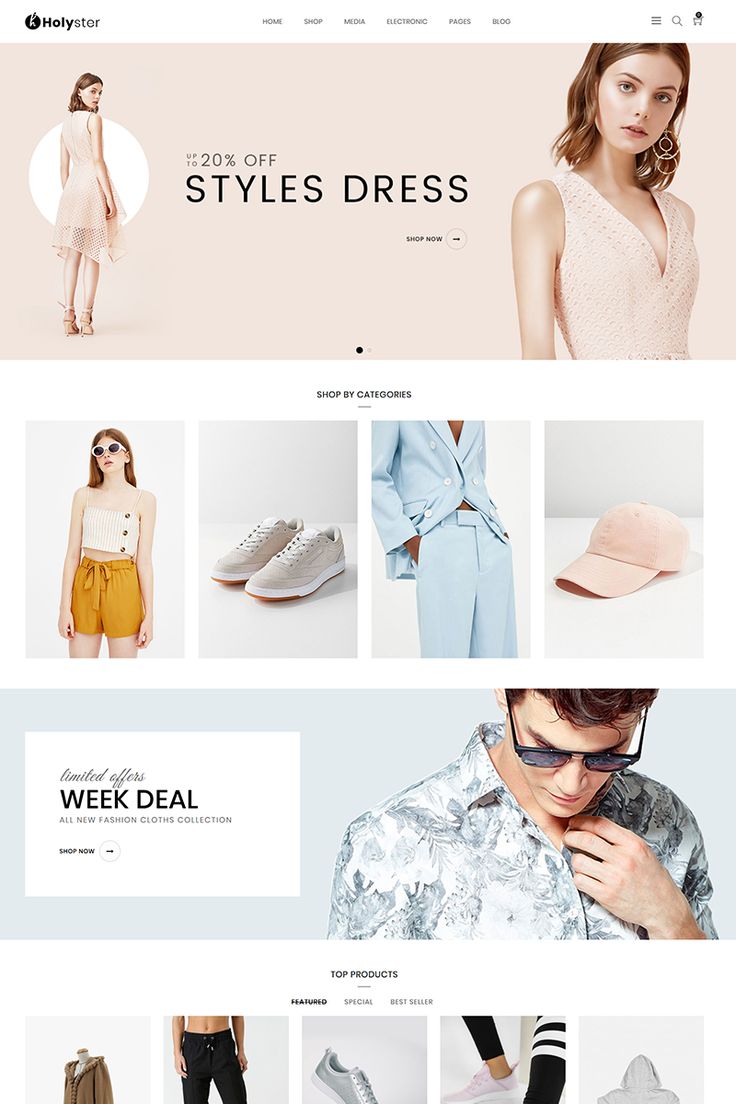 Holyster
HOME SHOP MEDIA ELECTRONIC PAGES BLOG
0
UP TO 20% OFF
STYLES DRESS
SHOP NOW
SHOP BY CATEGORIES
limited offers
WEEK DEAL
ALL NEW FASHION CLOTHS COLLECTION
SHOP NOW
TOP PRODUCTS
FEATURED SPECIAL BEST SELLER